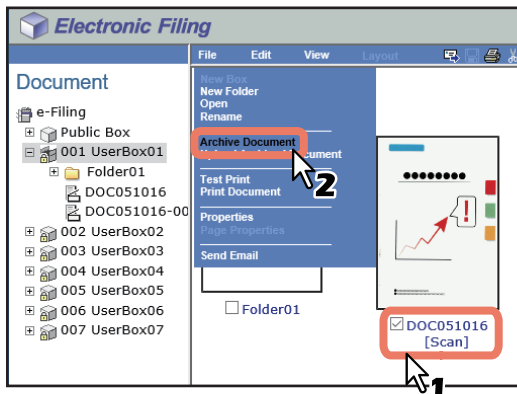 Electronic Filing
File Edit View Layout
Document
e-Filing
Public Box
001 UserBox01
Folder01
DOC051016
DOC051016-00
002 UserBox02
003 UserBox03
004 UserBox04
005 UserBox05
006 UserBox06
007 UserBox07
New Box
New Folder
Open
Rename
Archive Document
Test Print
Print Document
Properties
Page Properties
Send Email
2
Folder01
!
DOC051016
[Scan]
1